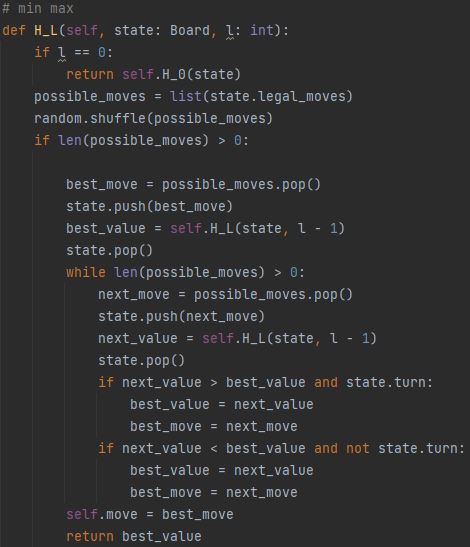 # min max
def H_L(self, state: Board, l: int):
    if l == 0:
        return self.H_0(state)
    possible_moves = list(state.legal_moves)
    random.shuffle(possible_moves)
    if len(possible_moves) > 0:

        best_move = possible_moves.pop()
        state.push(best_move)
        best_value = self.H_L(state, l - 1)
        state.pop()
        while len(possible_moves) > 0:
            next_move = possible_moves.pop()
            state.push(next_move)
            next_value = self.H_L(state, l - 1)
            state.pop()
            if next_value > best_value and state.turn:
                best_value = next_value
                best_move = next_move
            if next_value < best_value and not state.turn:
                best_value = next_value
                best_move = next_move
        self.move = best_move
        return best_value